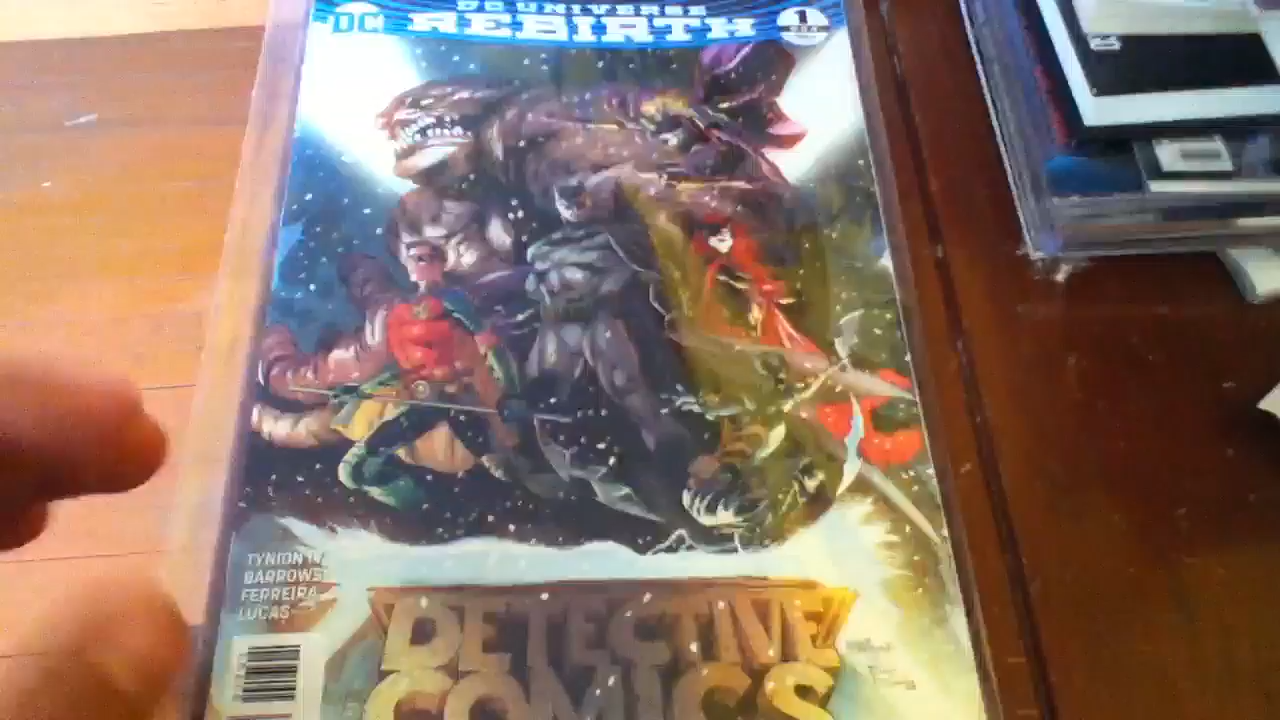 DC UNIVERSE
DC REBIRTH 1
TYNION IV
BARROWS
FERREIRA
LUCAS
DETECTIVE
COMICS